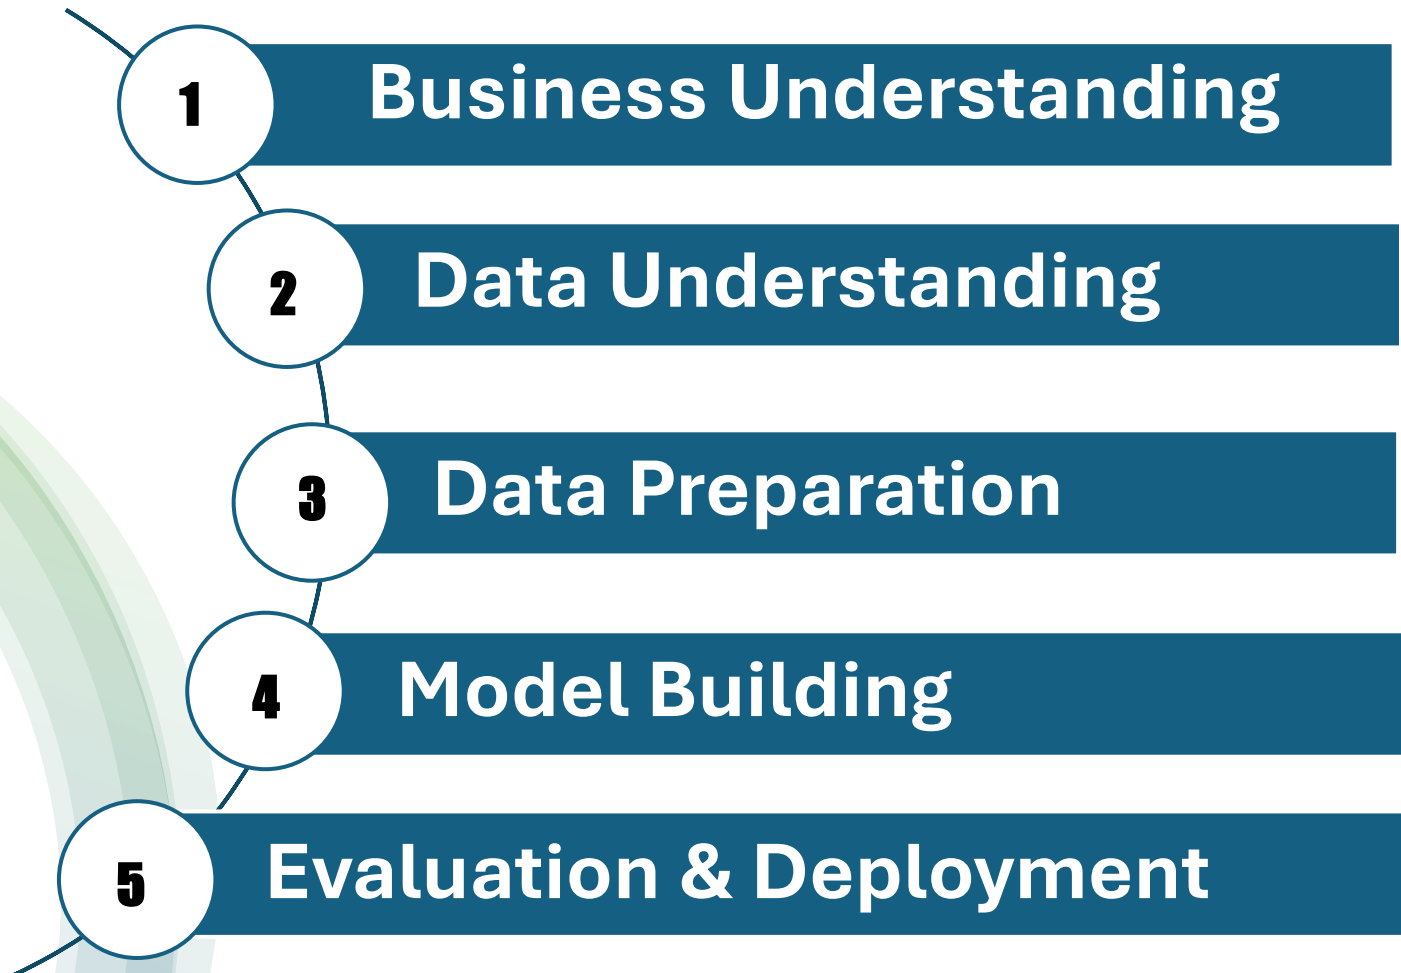 1
Business Understanding
2
Data Understanding
3
Data Preparation
4
Model Building
5
Evaluation & Deployment